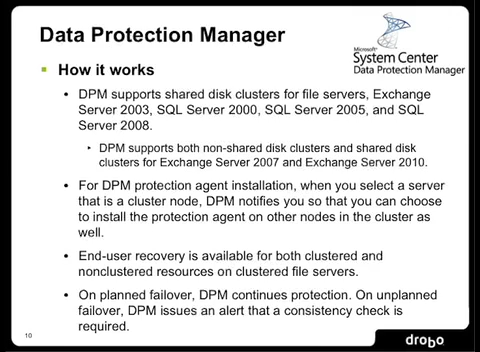 Data Protection Manager
Microsoft
System Center
Data Protection Manager
How it works
DPM supports shared disk clusters for file servers, Exchange
Server 2003, SQL Server 2000, SQL Server 2005, and SQL
Server 2008.
DPM supports both non-shared disk clusters and shared disk
clusters for Exchange Server 2007 and Exchange Server 2010.
For DPM protection agent installation, when you select a server
that is a cluster node, DPM notifies you so that you can choose
to install the protection agent on other nodes in the cluster as
well.
End-user recovery is available for both clustered and
nonclustered resources on clustered file servers.
On planned failover, DPM continues protection. On unplanned
failover, DPM issues an alert that a consistency check is
required.
10
drobo